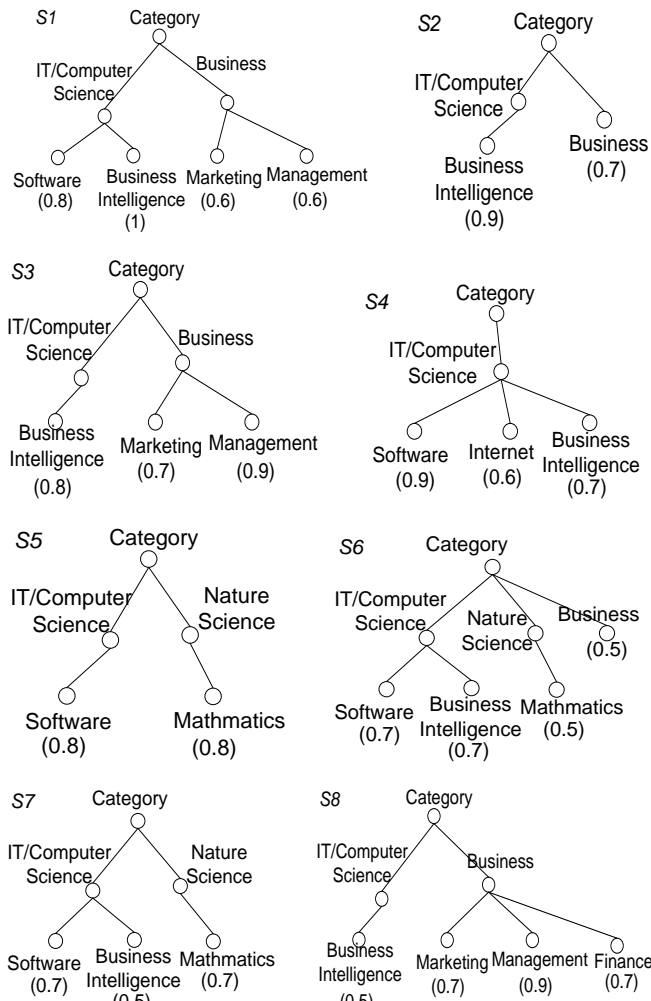 S1
Category
IT/Computer
Science
Business
Software
(0.8)
Business
Intelligence
(1)
Marketing
(0.6)
Management
(0.6)
S2
Category
IT/Computer
Science
Business
Intelligence
(0.9)
Business
(0.7)
S3
Category
IT/Computer
Science
Business
Business
Intelligence
(0.8)
Marketing
(0.7)
Management
(0.9)
S4
Category
IT/Computer
Science
Software
(0.9)
Internet
(0.6)
Business
Intelligence
(0.7)
S5
Category
IT/Computer
Science
Nature
Science
Software
(0.8)
Mathmatics
(0.8)
S6
Category
IT/Computer
Science
Nature
Science
Business
(0.5)
Software
(0.7)
Business
Intelligence
(0.7)
Mathmatics
(0.5)
S7
Category
IT/Computer
Science
Nature
Science
Software
(0.7)
Business
Intelligence
(0.5)
Mathmatics
(0.7)
S8
Category
IT/Computer
Science
Business
Business
Intelligence
(0.5)
Marketing
(0.7)
Management
(0.9)
Finance
(0.7)